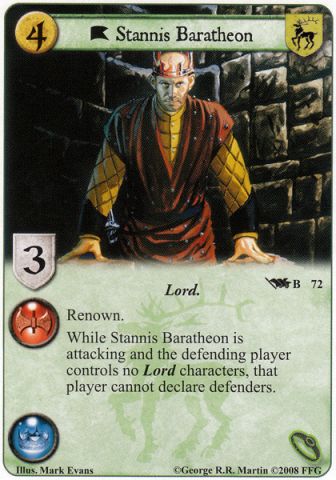 4 Stannis Baratheon
3
Lord.
B 72
Renown.
While Stannis Baratheon is
attacking and the defending player
controls no Lord characters, that
player cannot declare defenders.
Illus. Mark Evans ©George R.R. Martin ©2008 FFG